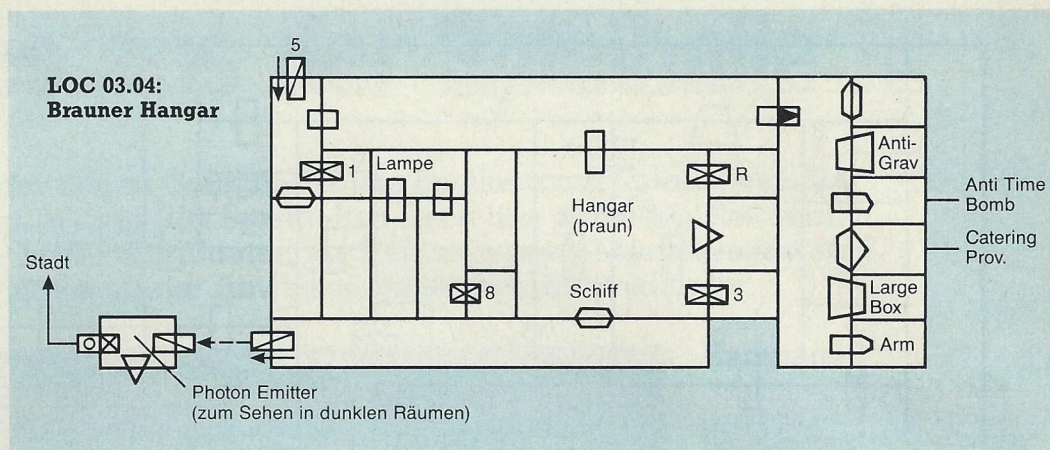 LOC 03.04:
Brauner Hangar
5
1
Lampe
R
Hangar
(braun)
8
Schiff
3
Anti-
Grav
Anti Time
Bomb
Catering
Prov.
Large
Box
Arm
Stadt
Photon Emitter
(zum Sehen in dunklen Räumen)